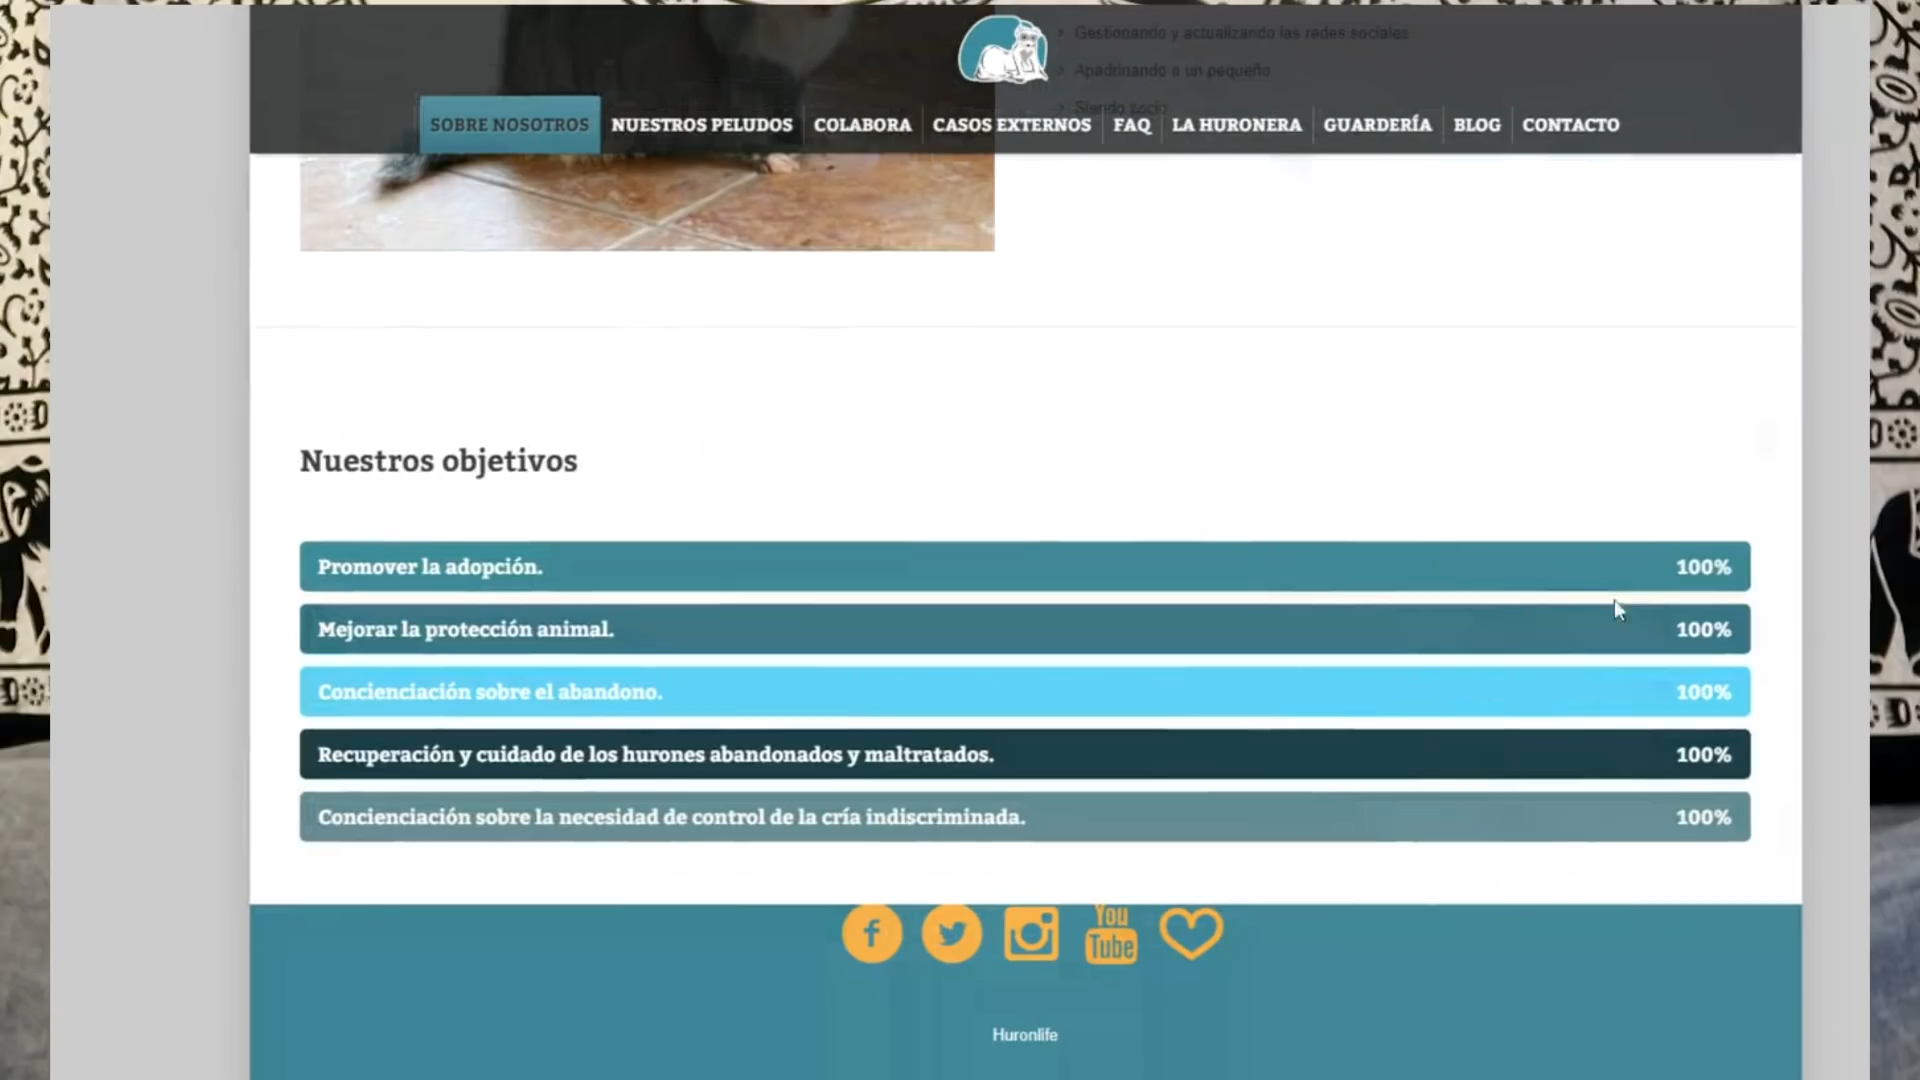 Gestionando y actualizando las redes sociales
Apadrinando a un pequeño
Siendo socio
SOBRE NOSOTROS NUESTROS PELUDOS COLABORA CASOS EXTERNOS FAQ LA HURONERA GUARDERÍA BLOG CONTACTO
Nuestros objetivos
Promover la adopción. 100%
Mejorar la protección animal. 100%
Concienciación sobre el abandono. 100%
Recuperación y cuidado de los hurones abandonados y maltratados. 100%
Concienciación sobre la necesidad de control de la cría indiscriminada. 100%
You
Tube
Huronlife